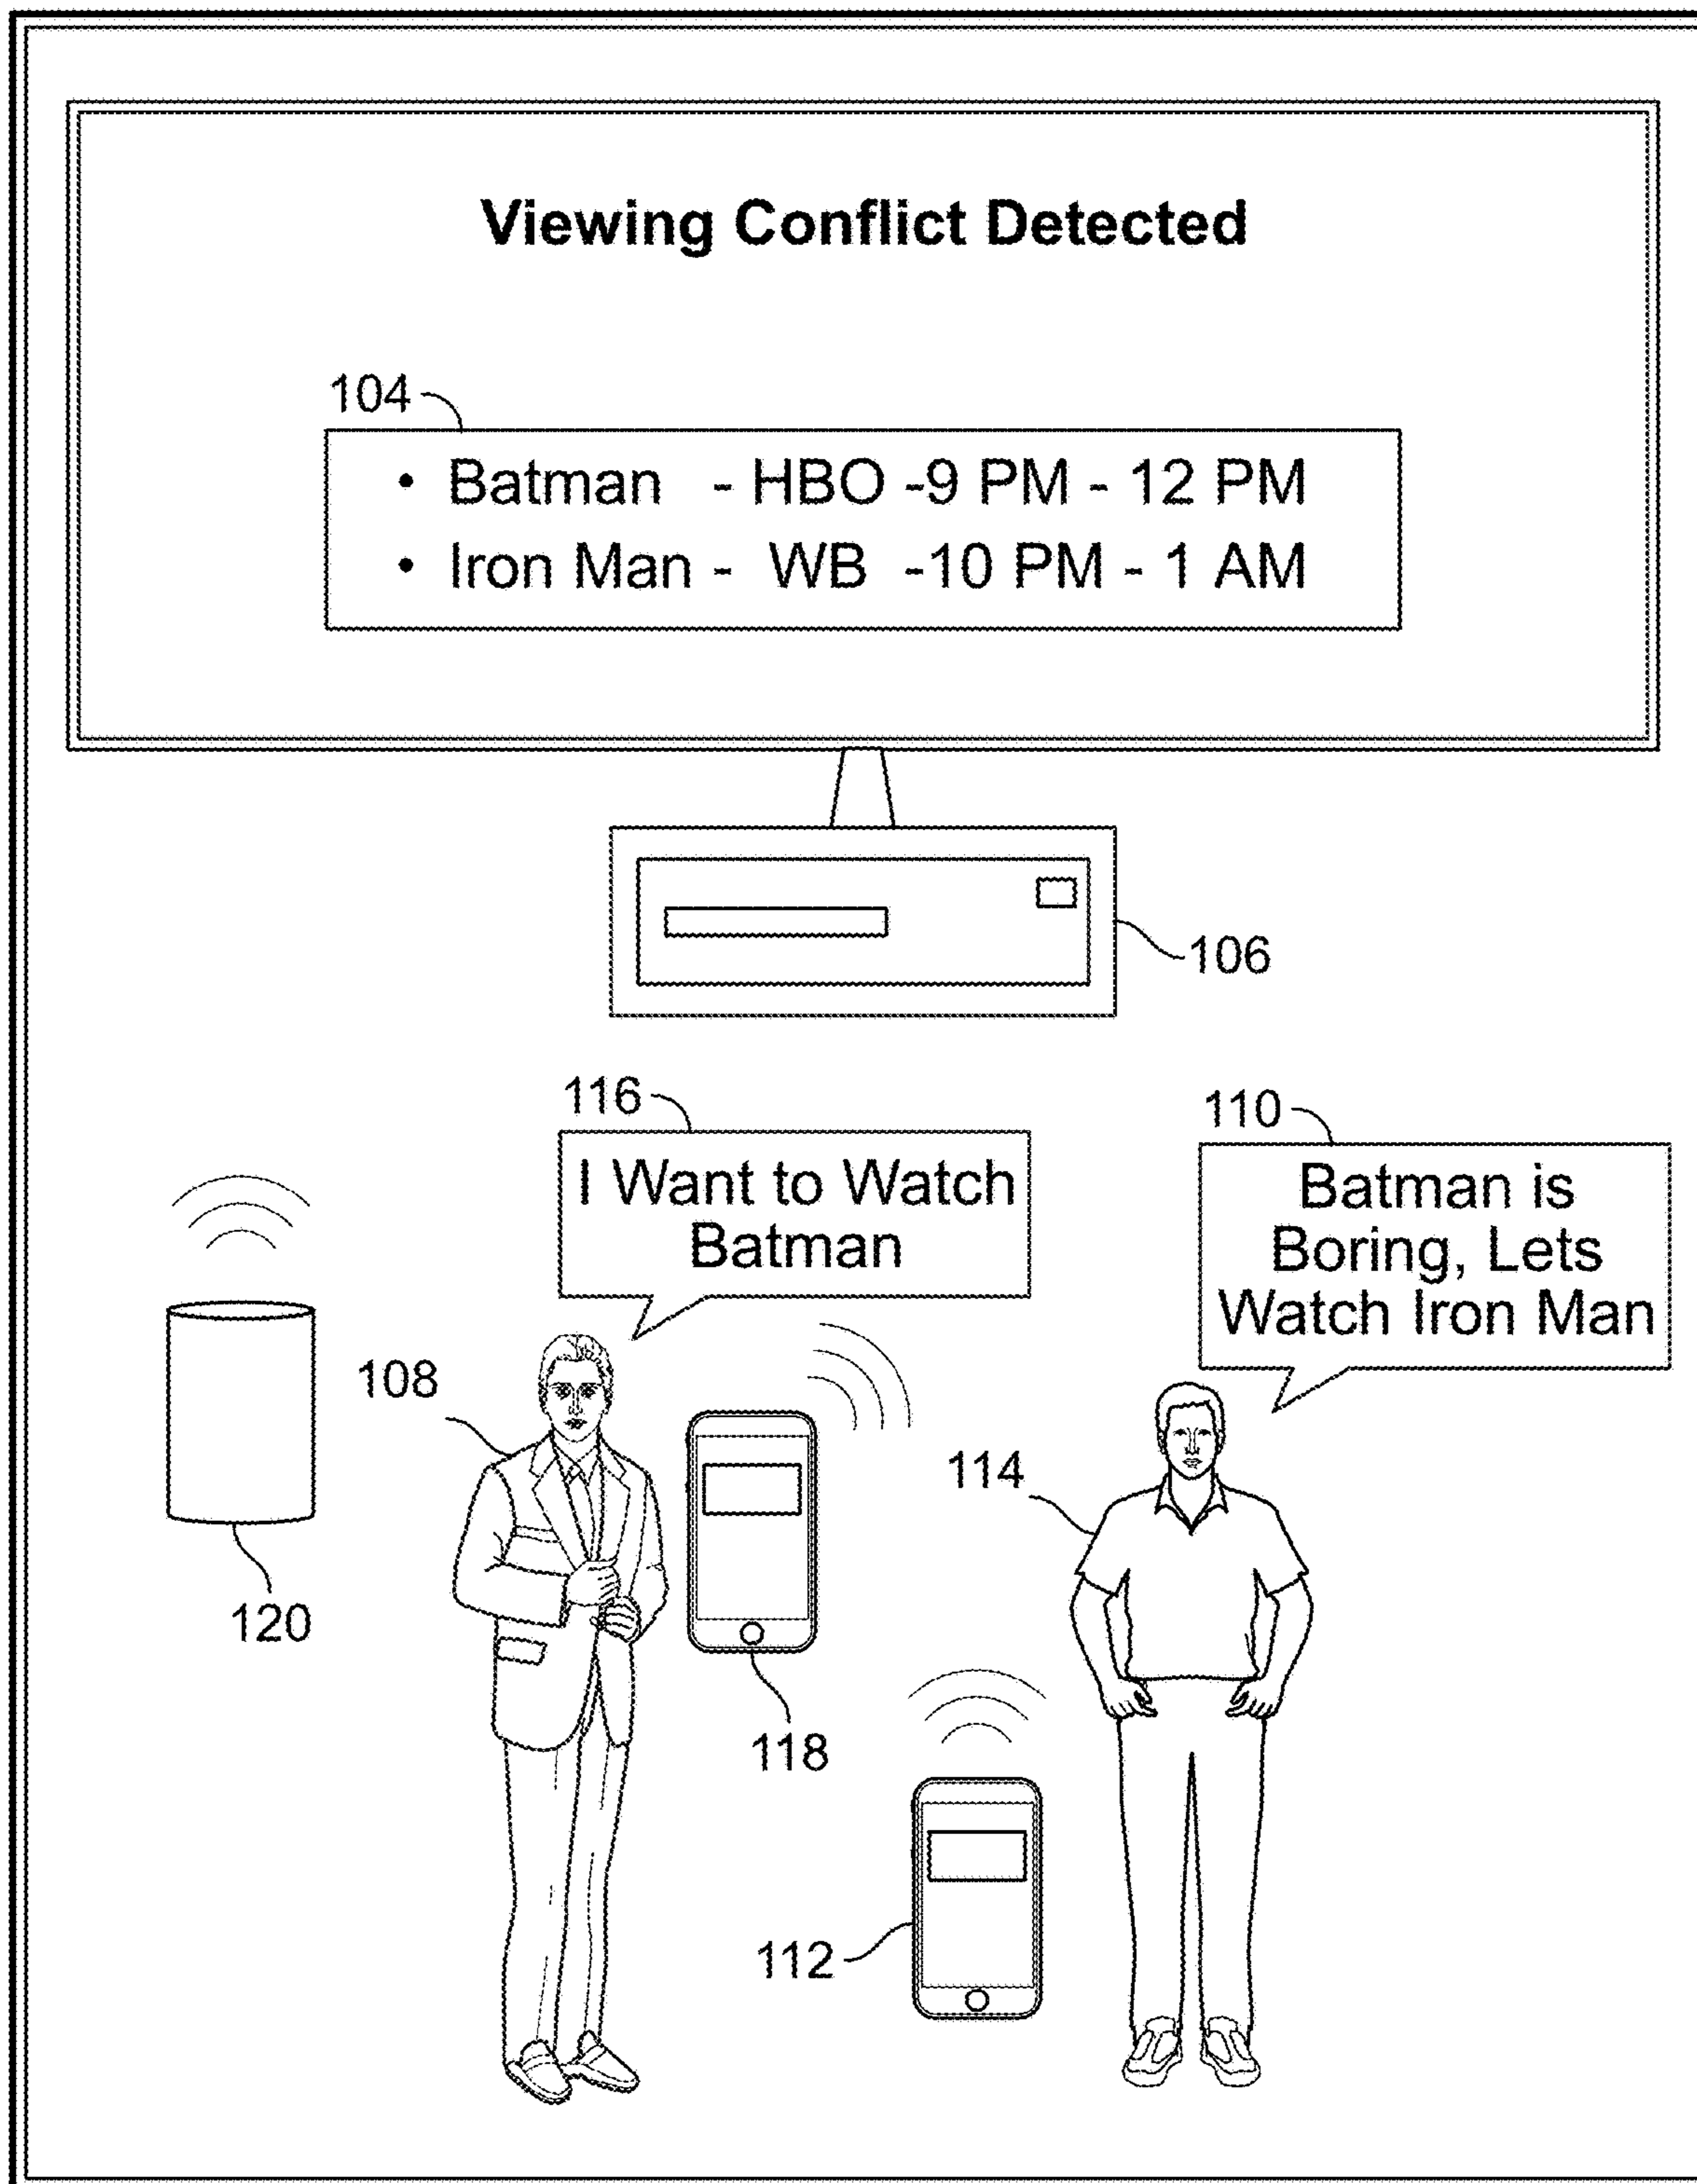 Viewing Conflict Detected
104
• Batman - HBO -9 PM - 12 PM
• Iron Man - WB -10 PM - 1 AM
106
116
I Want to Watch
Batman
110
Batman is
Boring, Lets
Watch Iron Man
108
114
120
118
112